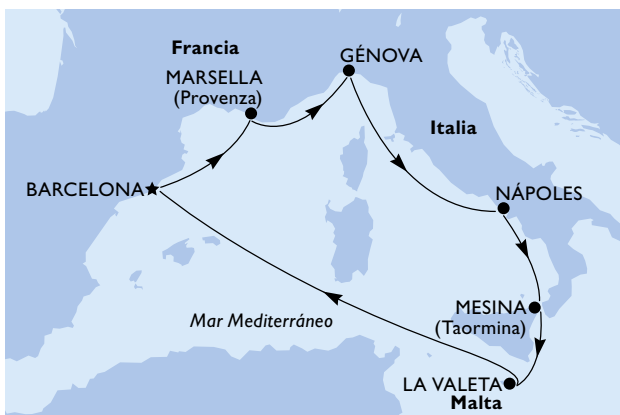 Francia
GÉNOVA
MARSELLA
(Provenza)
Italia
BARCELONA
NÁPOLES
MESINA
(Taormina)
Mar Mediterráneo
LA VALETA
Malta